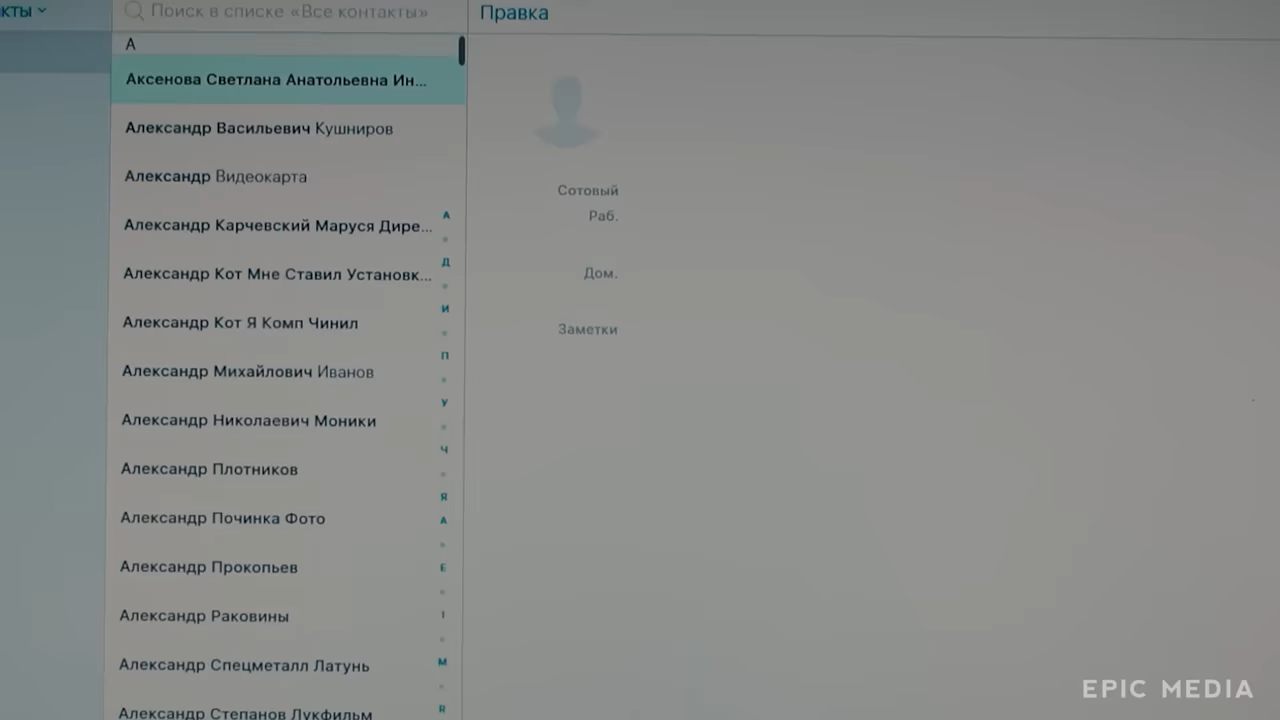 кты
Поиск в списке «Все контакты»
Правка
А
Аксенова Светлана Анатольевна Ин...
Александр Васильевич Кушниров
Александр Видеокарта
Александр Карчевский Маруся Дире...
Александр Кот Мне Ставил Установк...
Александр Кот Я Комп Чинил
Александр Михайлович Иванов
Александр Николаевич Моники
Александр Плотников
Александр Починка Фото
Александр Прокопьев
Александр Раковины
Александр Спецметалл Латунь
Александр Степанов Лукфильм
А
Д
И
П
У
Ч
Я
A
E
I
M
R
Сотовый
Раб.
Дом.
Заметки
EPIC MEDIA